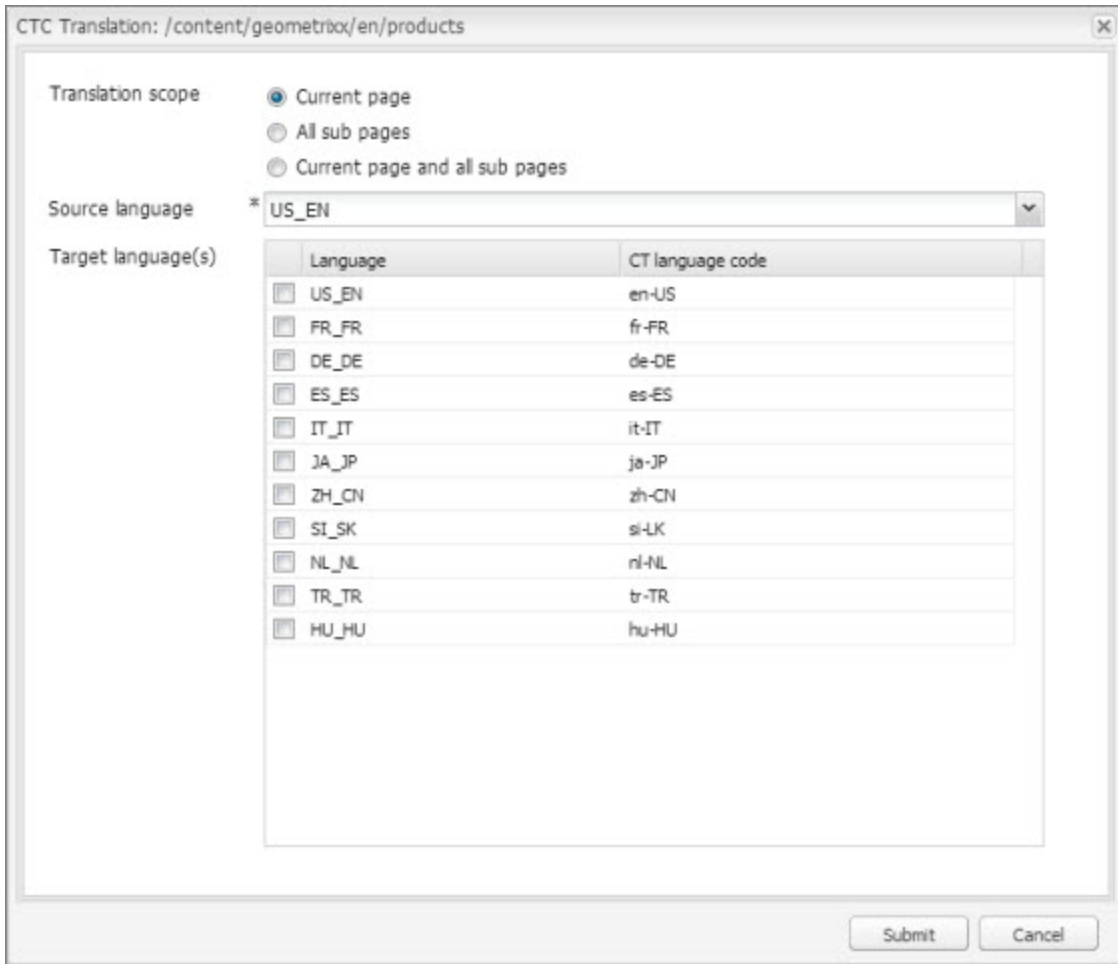 CTC Translation: /content/geometrixx/en/products
Translation scope
Current page
All sub pages
Current page and all sub pages
Source language * US_EN
Target language(s)
Language CT language code
US_EN en-US
FR_FR fr-FR
DE_DE de-DE
ES_ES es-ES
IT_IT it-IT
JA_JP ja-JP
ZH_CN zh-CN
SI_SK si-LK
NL_NL nl-NL
TR_TR tr-TR
HU_HU hu-HU
Submit Cancel